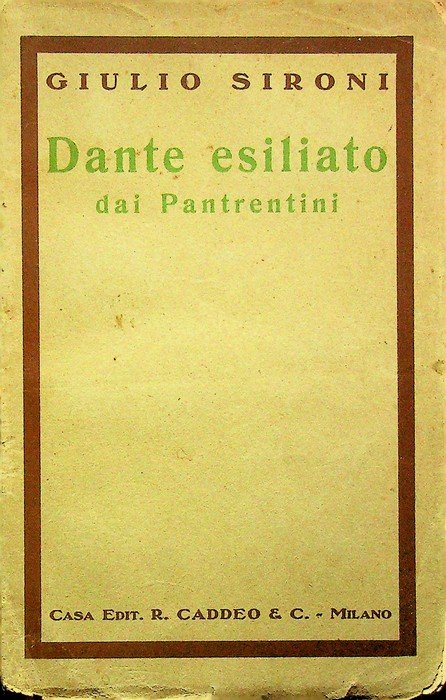 GIULIO SIRONI
Dante esiliato
dai Pantrentini
CASA EDIT. R. CADDEO & C. - MILANO